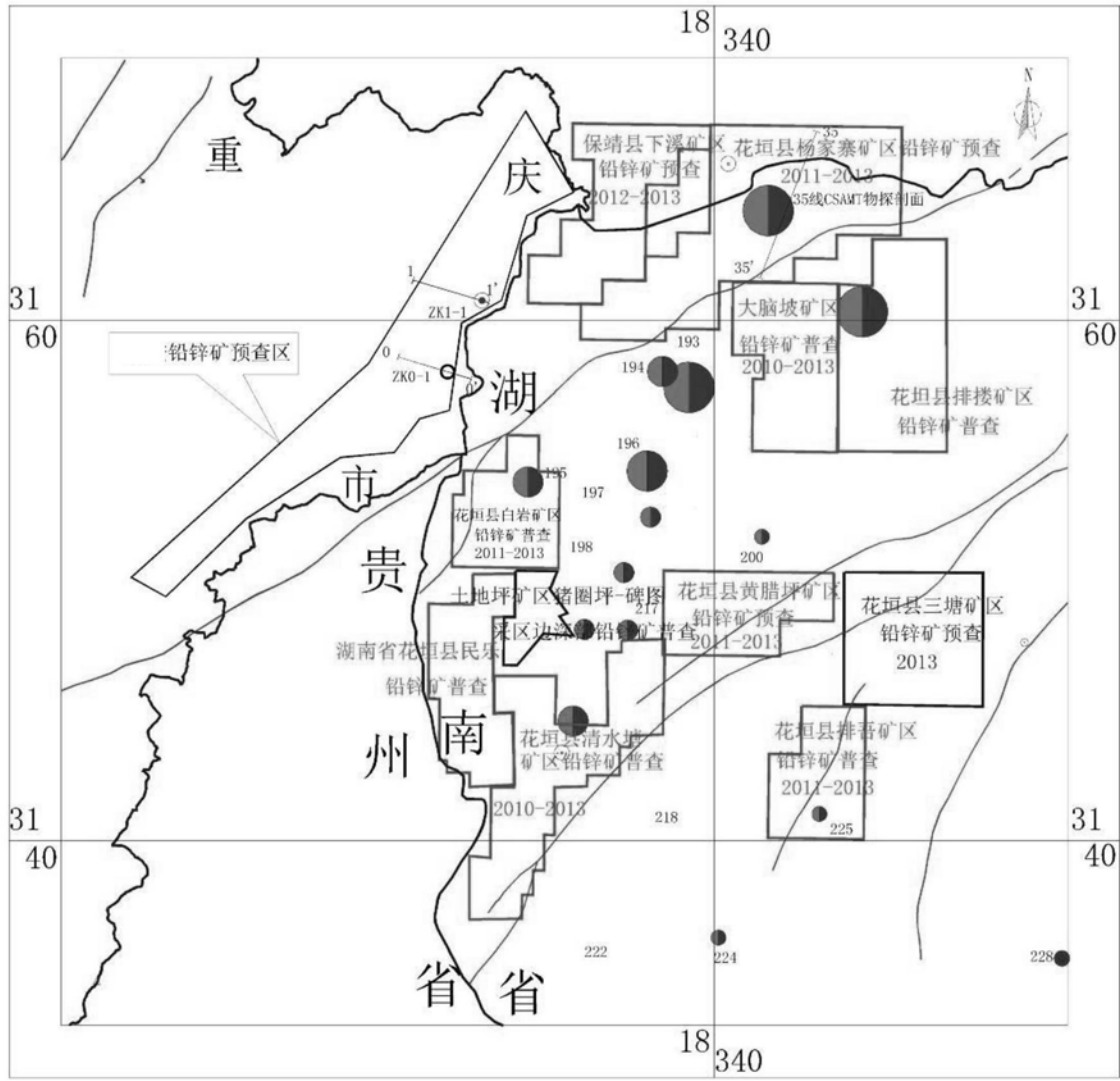 18
340
N
重
庆
保靖县下溪矿区
铅锌矿预查
2012-2013
35
花垣县杨家寨矿区铅锌矿预查
2011-2013
35线CSAMT物探剖面
35'
1
1'
ZK1-1
31
60
31
60
铅锌矿预查区
0
0'
ZK0-1
大脑坡矿区
铅锌矿普查
2010-2013
193
194
湖
花垣县排搂矿区
铅锌矿普查
196
195
197
市
花垣县白岩矿区
铅锌矿普查
2011-2013
198
200
贵
土地坪矿区猪圈坪-碑图
217
采区边深部铅锌矿普查
花垣县黄腊坪矿区
铅锌矿预查
2011-2013
花垣县三塘矿区
铅锌矿预查
2013
湖南省花垣县民乐
铅锌矿普查
州
南
花垣县清水塘
矿区铅锌矿普查
2010-2013
花垣县排吾矿区
铅锌矿普查
2011-2013
225
218
31
40
31
40
222
224
228
省
省
18
340